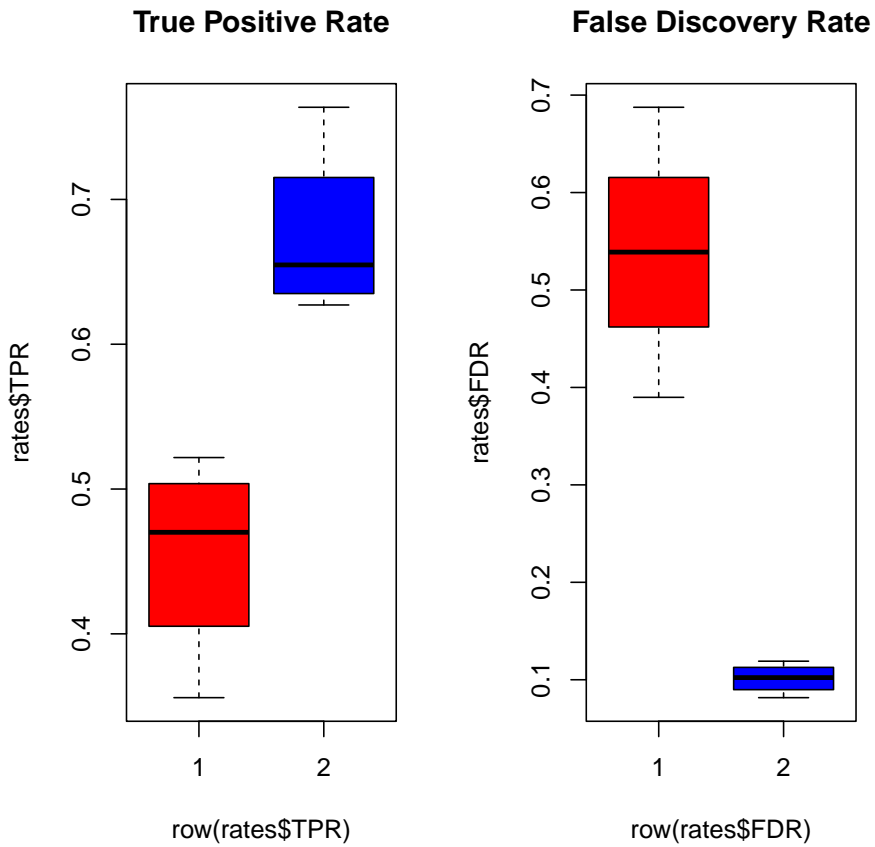 True Positive Rate
rates$TPR
0.7
0.6
0.5
0.4
1 2
row(rates$TPR)
False Discovery Rate
rates$FDR
0.7
0.6
0.5
0.4
0.3
0.2
0.1
1 2
row(rates$FDR)